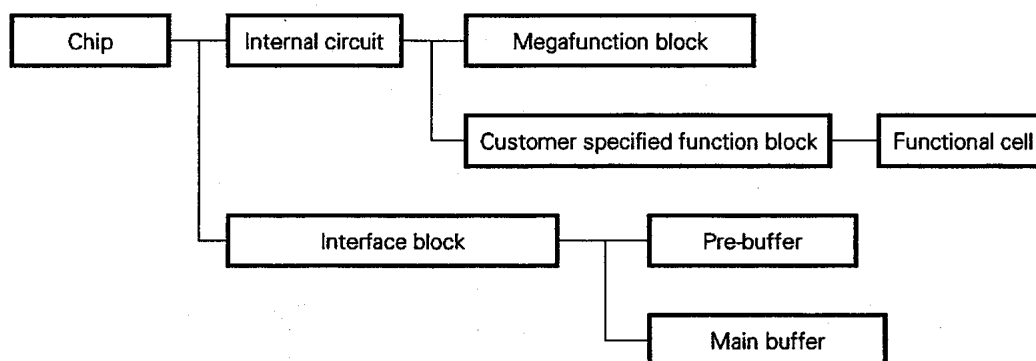 Chip
Internal circuit
Megafunction block
Customer specified function block
Functional cell
Interface block
Pre-buffer
Main buffer